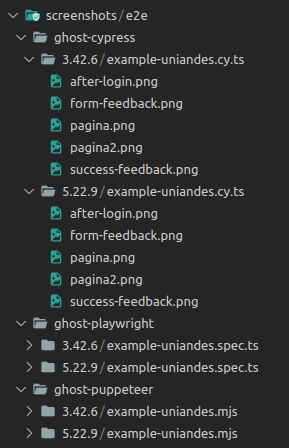 screenshots/e2e
ghost-cypress
3.42.6/example-uniandes.cy.ts
after-login.png
form-feedback.png
pagina.png
pagina2.png
success-feedback.png
5.22.9/example-uniandes.cy.ts
after-login.png
form-feedback.png
pagina.png
pagina2.png
success-feedback.png
ghost-playwright
3.42.6/example-uniandes.spec.ts
5.22.9/example-uniandes.spec.ts
ghost-puppeteer
3.42.6/example-uniandes.mjs
5.22.9/example-uniandes.mjs